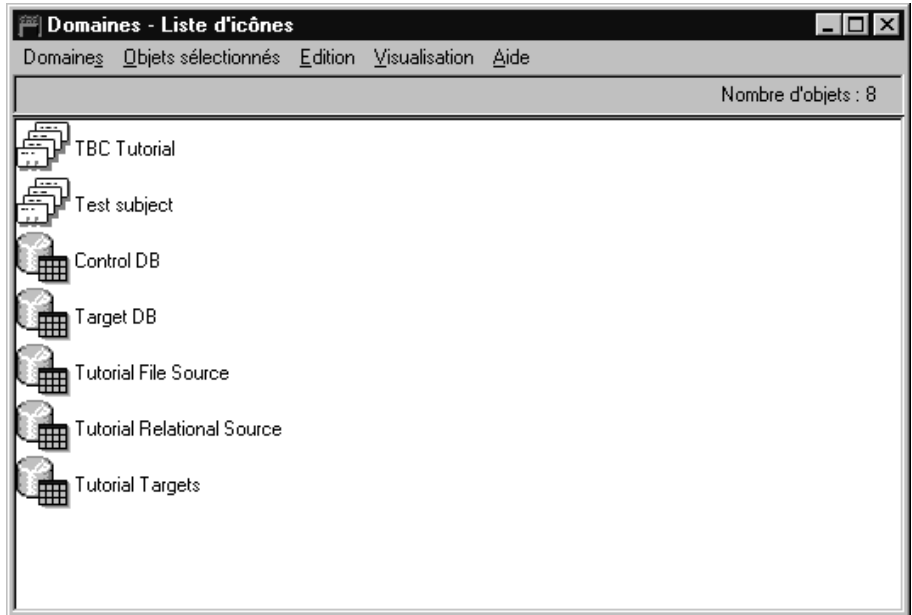 Domaines - Liste d'icônes
Domaines Objets sélectionnés Edition Visualisation Aide
Nombre d'objets : 8
TBC Tutorial
Test subject
Control DB
Target DB
Tutorial File Source
Tutorial Relational Source
Tutorial Targets